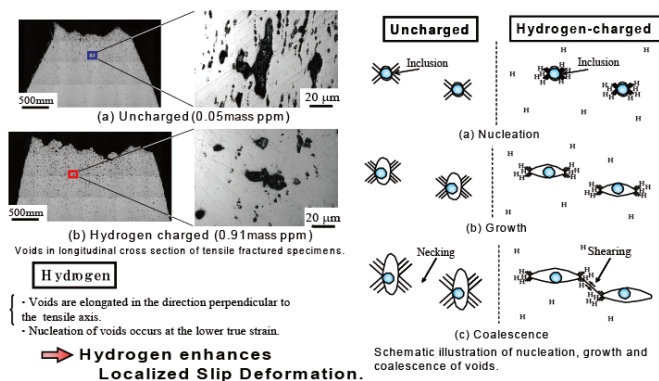 500mm
20 µm
(a) Uncharged (0.05mass ppm)
500mm
20 µm
(b) Hydrogen charged (0.91mass ppm)
Voids in longitudinal cross section of tensile fractured specimens.
Hydrogen
・Voids are elongated in the direction perpendicular to
the tensile axis.
・Nucleation of voids occurs at the lower true strain.
Hydrogen enhances
Localized Slip Deformation.
Uncharged
Hydrogen-charged
Inclusion
Inclusion
H H H H H H H H
(a) Nucleation
H H H H H H H H
(b) Growth
Necking
Shearing
H H H H H H H H
(c) Coalescence
Schematic illustration of nucleation, growth and
coalescence of voids.